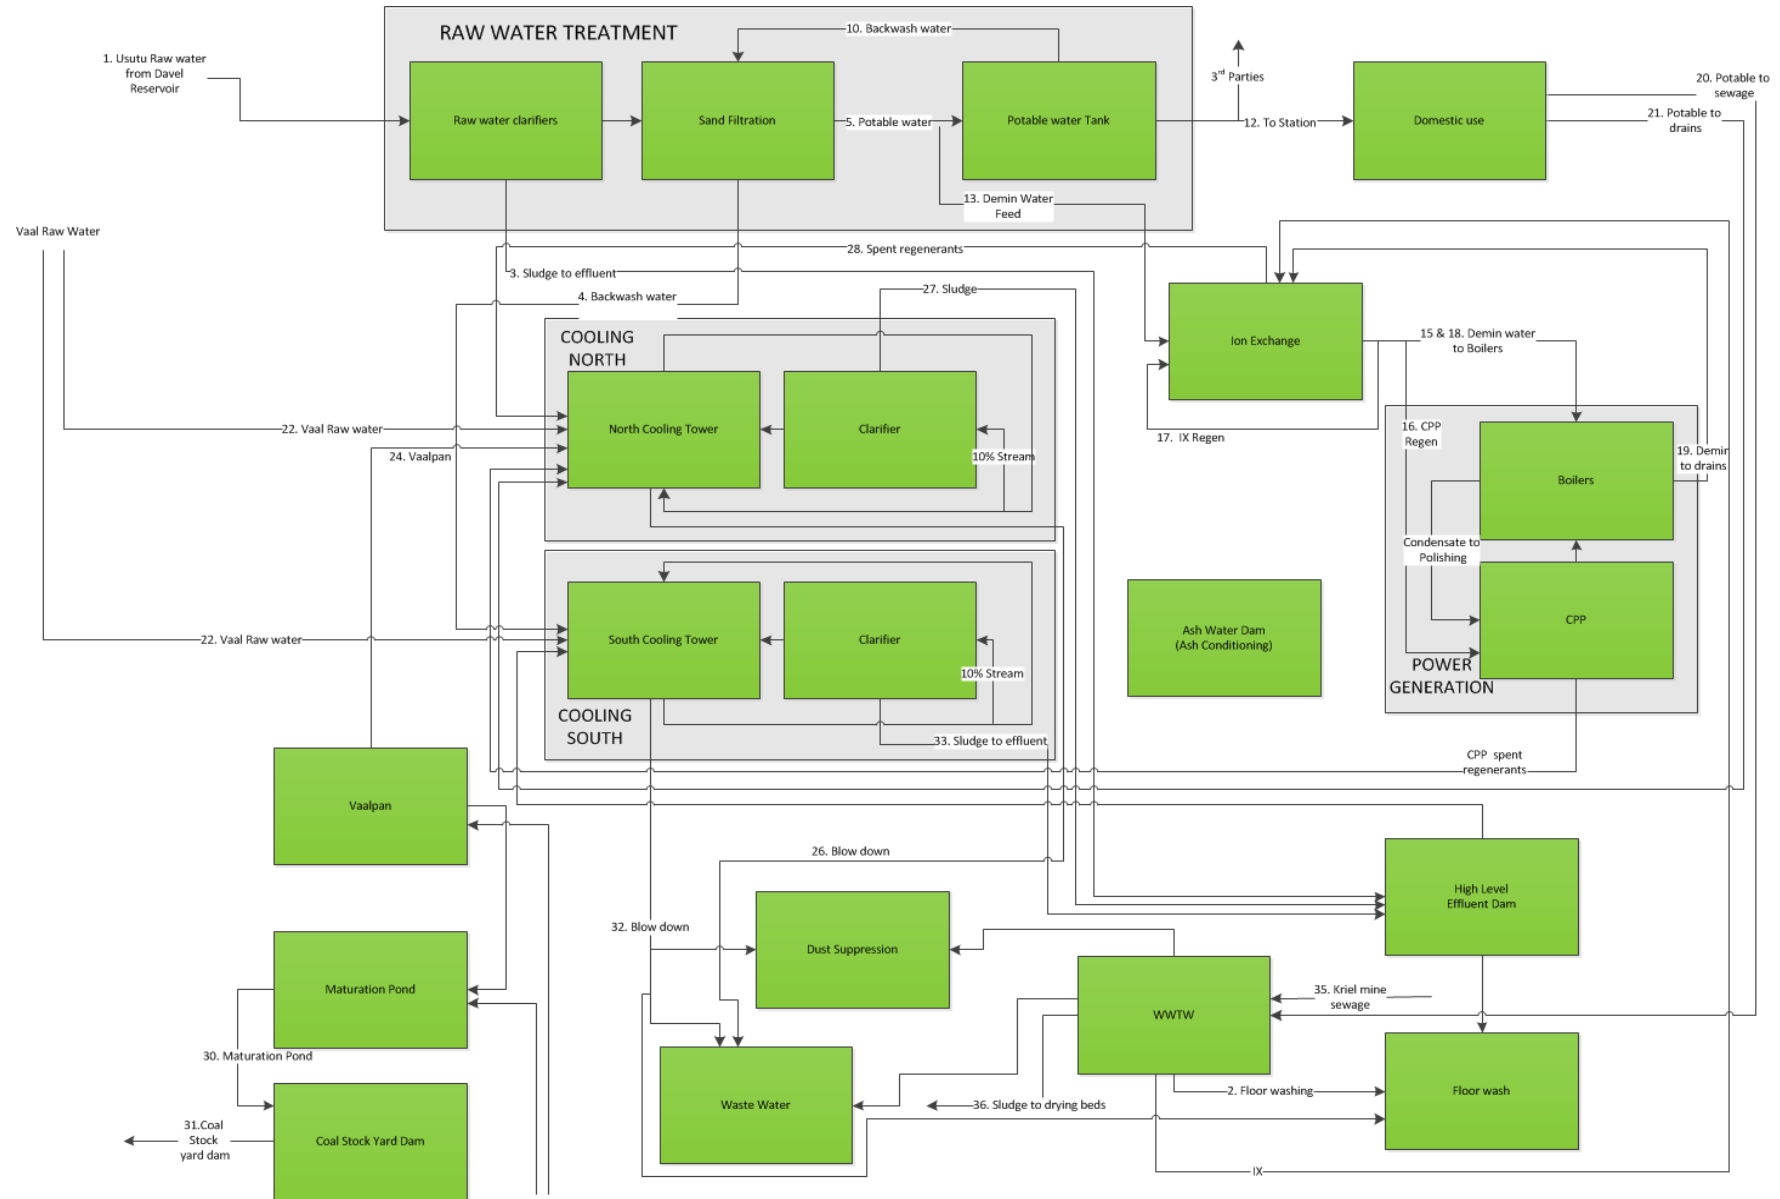 RAW WATER TREATMENT
10. Backwash water
1. Usutu Raw water
from Davel
Reservoir
Raw water clarifiers
Sand Filtration
5. Potable water
Potable water Tank
3rd Parties
12. To Station
Domestic use
20. Potable to
sewage
21. Potable to
drains
13. Demin Water
Feed
Vaal Raw Water
28. Spent regenerants
3. Sludge to effluent
4. Backwash water
27. Sludge
COOLING
NORTH
Ion Exchange
15 & 18. Demin water
to Boilers
22. Vaal Raw water
North Cooling Tower
Clarifier
10% Stream
24. Vaalpan
17. IX Regen
16. CPP
Regen
19. Demin
to drains
Boilers
Condensate to
Polishing
CPP
POWER
GENERATION
22. Vaal Raw water
South Cooling Tower
Clarifier
10% Stream
Ash Water Dam
(Ash Conditioning)
COOLING
SOUTH
33. Sludge to effluent
CPP spent
regenerants
Vaalpan
26. Blow down
High Level
Effluent Dam
32. Blow down
Dust Suppression
Maturation Pond
35. Kriel mine
sewage
WWTW
30. Maturation Pond
Waste Water
36. Sludge to drying beds
2. Floor washing
Floor wash
31.Coal
Stock
yard dam
Coal Stock Yard Dam
IX